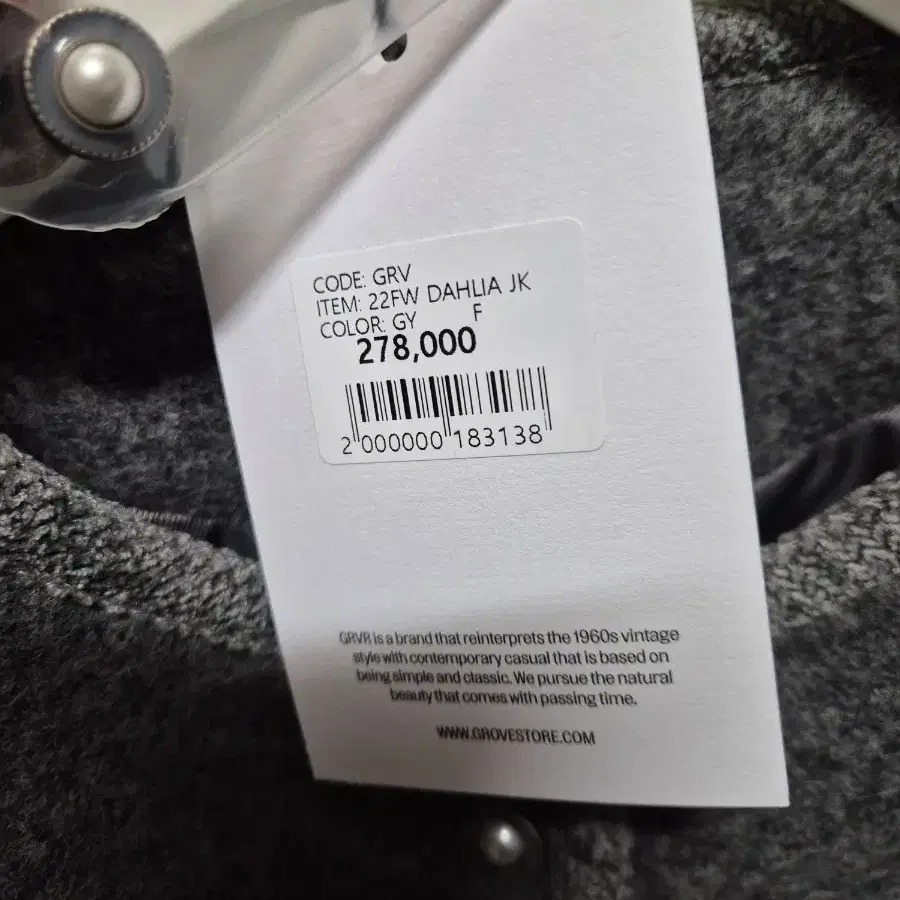 CODE: GRV
ITEM: 22FW DAHLIA JK
COLOR: GY F
278,000
2 000000 183138
GRVR is a brand that reinterprets the 1960s vintage
style with contemporary casual that is based on
being simple and classic. We pursue the natural
beauty that comes with passing time.
WWW.GROVESTORE.COM